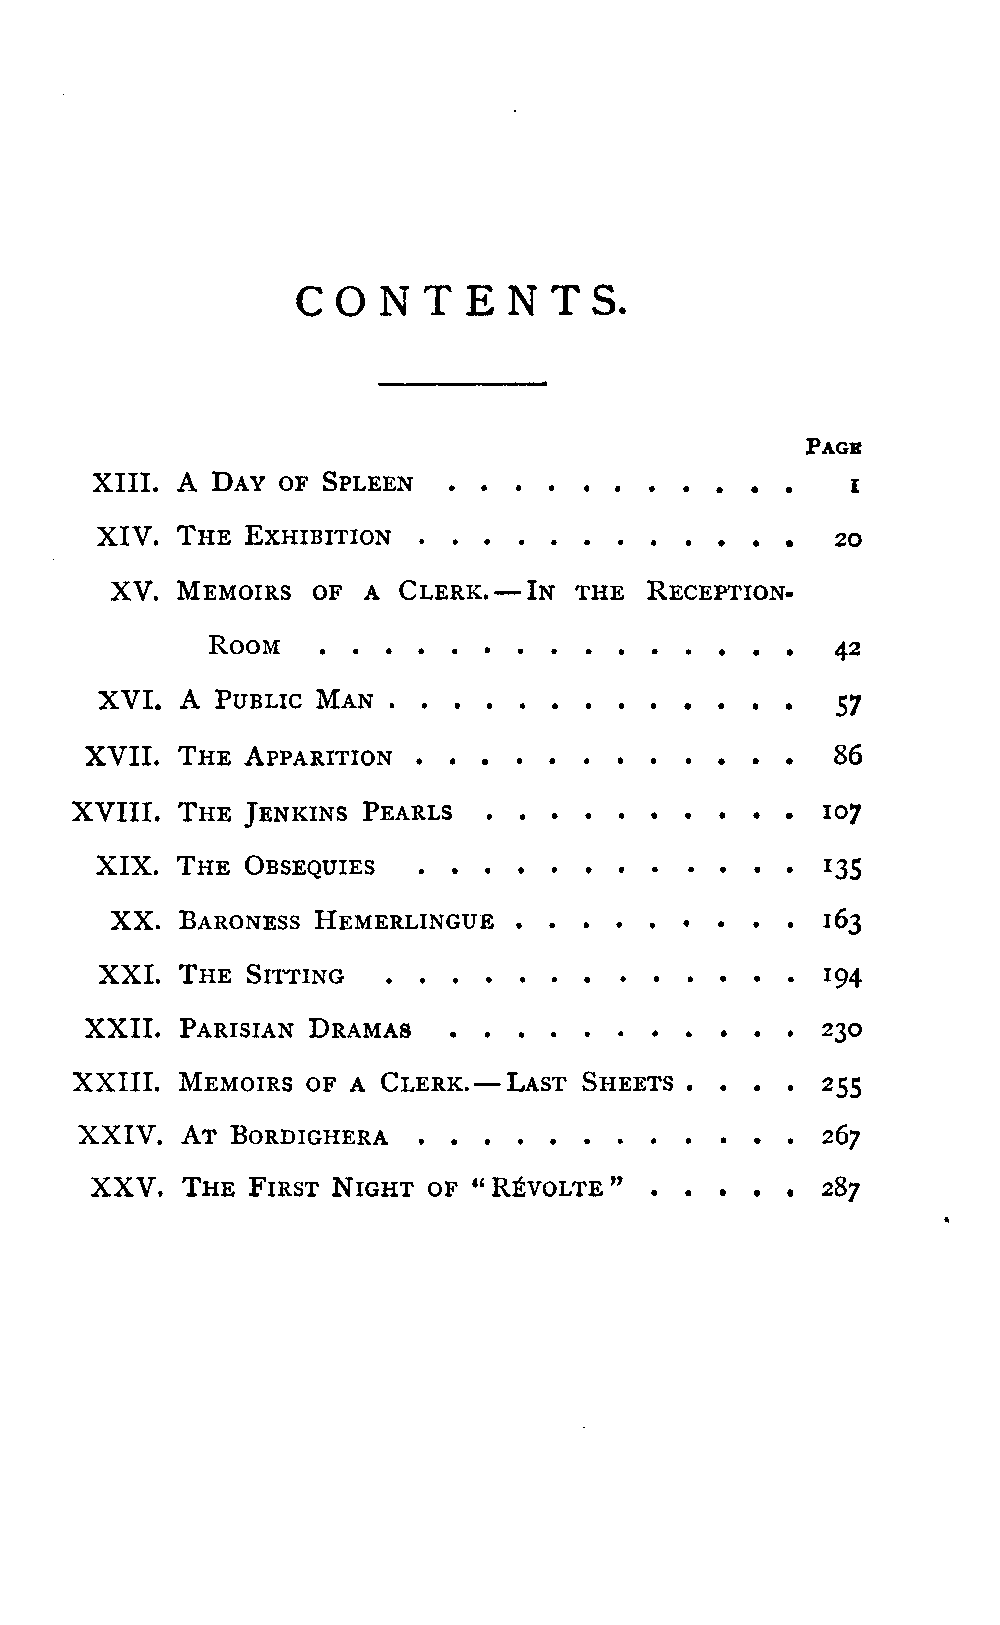 CONTENTS.
PAGE
XIII. A DAY OF SPLEEN . . . . . . . . . . . 1
XIV. THE EXHIBITION . . . . . . . . . . . . 20
XV. MEMOIRS OF A CLERK.—IN THE RECEPTION-
ROOM . . . . . . . . . . . . . . . 42
XVI. A PUBLIC MAN . . . . . . . . . . . . . 57
XVII. THE APPARITION . . . . . . . . . . . . 86
XVIII. THE JENKINS PEARLS . . . . . . . . . . 107
XIX. THE OBSEQUIES . . . . . . . . . . . . 135
XX. BARONESS HEMERLINGUE . . . . . . . . . 163
XXI. THE SITTING . . . . . . . . . . . . . 194
XXII. PARISIAN DRAMAS . . . . . . . . . . . 230
XXIII. MEMOIRS OF A CLERK.—LAST SHEETS . . . . 255
XXIV. AT BORDIGHERA . . . . . . . . . . . . 267
XXV. THE FIRST NIGHT OF "RÉVOLTE" . . . . . 287